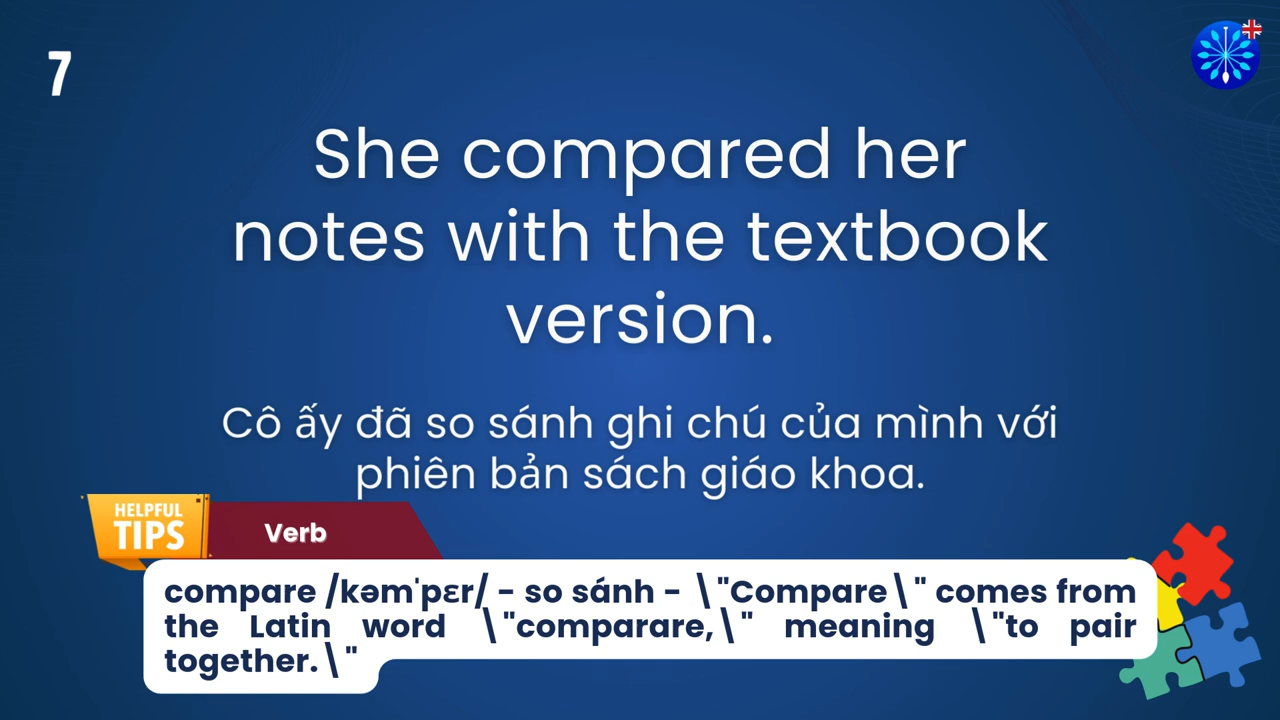 7
She compared her
notes with the textbook
version.
Cô ấy đã so sánh ghi chú của mình với
phiên bản sách giáo khoa.
HELPFUL
TIPS
Verb
compare /kəmˈpɛr/ - so sánh - \"Compare\" comes from
the Latin word \"comparare,\" meaning \"to pair
together.\"